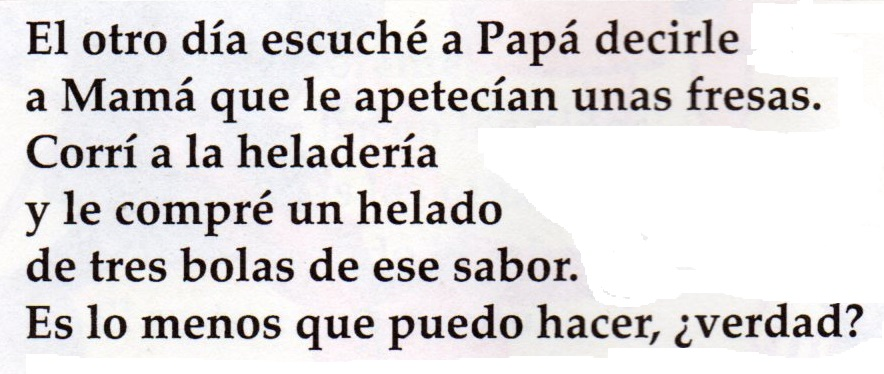 El otro día escuché a Papá decirle
a Mamá que le apetecían unas fresas.
Corrí a la heladería
y le compré un helado
de tres bolas de ese sabor.
Es lo menos que puedo hacer, ¿verdad?